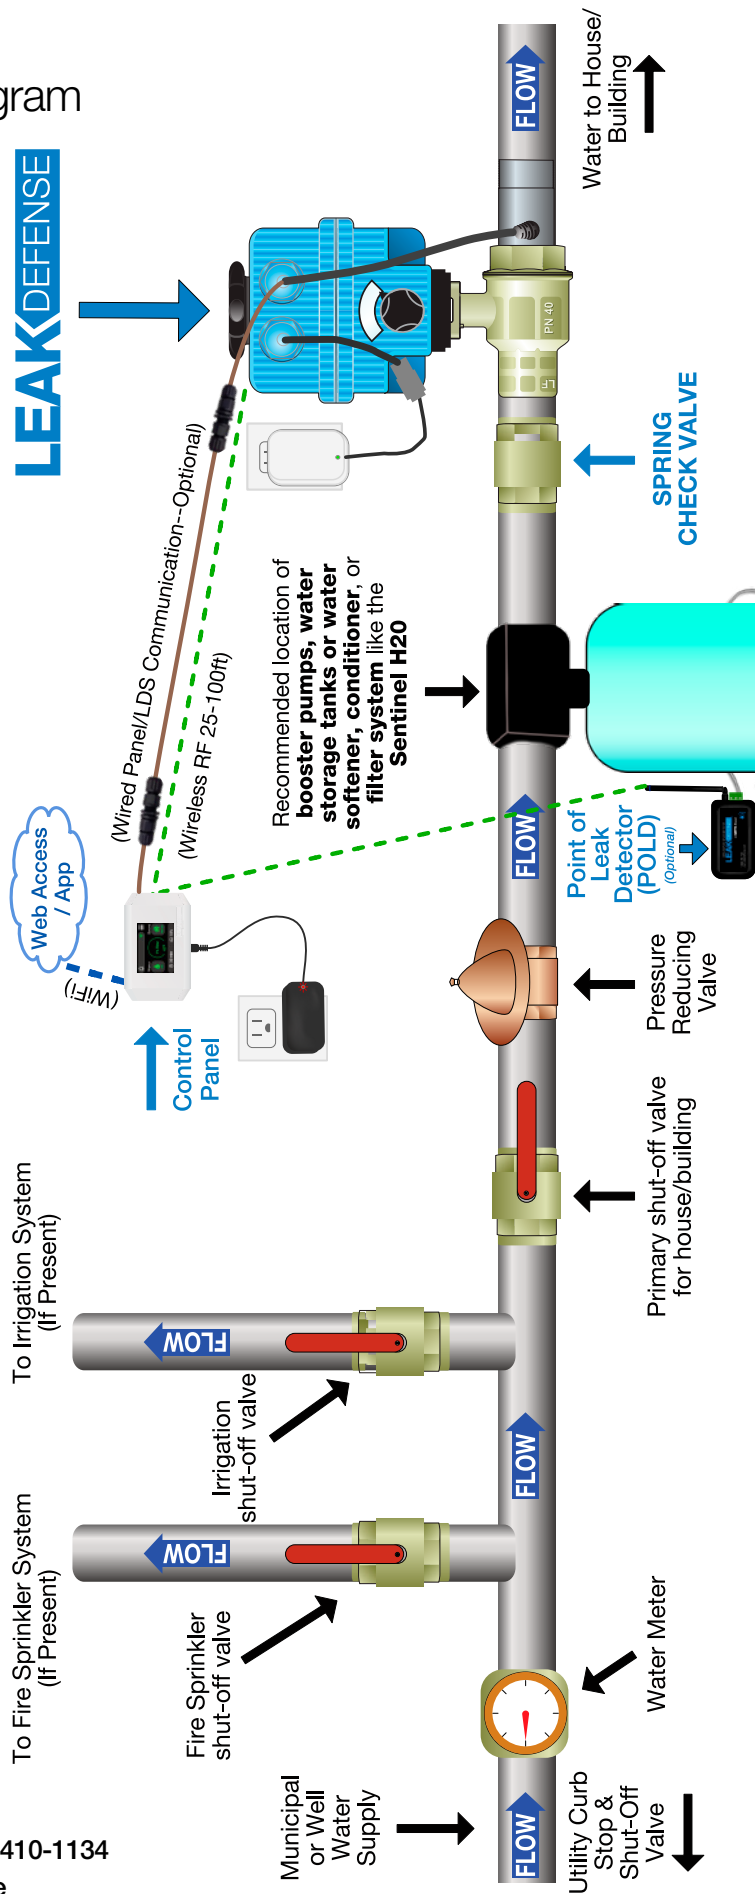 gram
LEAK DEFENSE
Water to House/
Building
FLOW
PN 40
LF
SPRING
CHECK VALVE
(Wired Panel/LDS Communication--Optional)
(Wireless RF 25-100ft)
Recommended location of
booster pumps, water
storage tanks or water
softener, conditioner, or
filter system like the
Sentinel H20
Web Access
/ App
(WiFi)
Control
Panel
FLOW
Point of
Leak
Detector
(POLD)
(Optional)
LEAK
Pressure
Reducing
Valve
Primary shut-off valve
for house/building
To Irrigation System
(If Present)
FLOW
Irrigation
shut-off valve
FLOW
To Fire Sprinkler System
(If Present)
FLOW
Fire Sprinkler
shut-off valve
Water Meter
Municipal
or Well
Water
Supply
FLOW
Utility Curb
Stop &
Shut-Off
Valve
410-1134